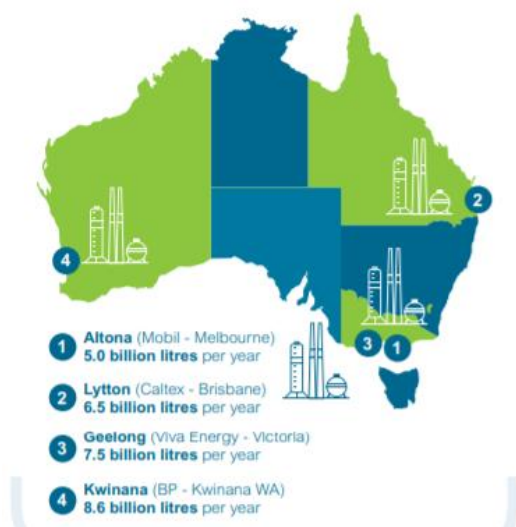 2
4
3
1
1 Altona (Mobil - Melbourne)
5.0 billion litres per year
2 Lytton (Caltex - Brisbane)
6.5 billion litres per year
3 Geelong (Viva Energy - Victoria)
7.5 billion litres per year
4 Kwinana (BP - Kwinana WA)
8.6 billion litres per year